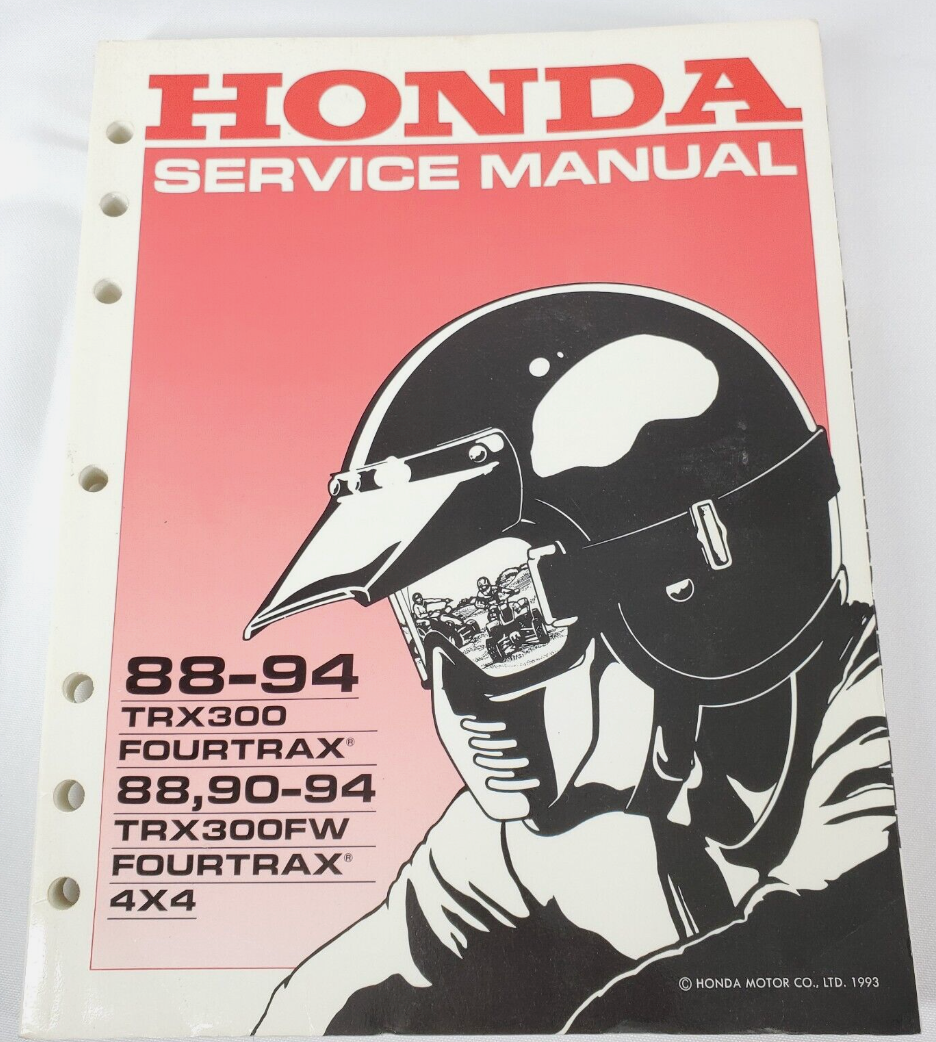 HONDA
SERVICE MANUAL
88-94
TRX300
FOURTRAX®
88,90-94
TRX300FW
FOURTRAX®
4X4
© HONDA MOTOR CO., LTD. 1993